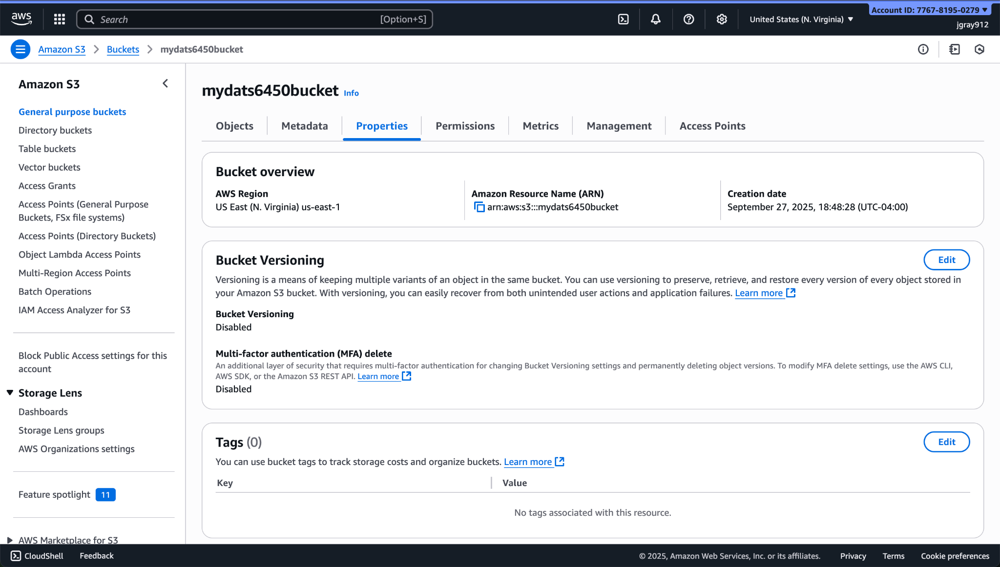 aws
Search
[Option+S]
United States (N. Virginia)
Account ID: 7767-8195-0279
jgray912
Amazon S3
Buckets
mydats6450bucket
Amazon S3
General purpose buckets
Directory buckets
Table buckets
Vector buckets
Access Grants
Access Points (General Purpose
Buckets, FSx file systems)
Access Points (Directory Buckets)
Object Lambda Access Points
Multi-Region Access Points
Batch Operations
IAM Access Analyzer for S3
Block Public Access settings for this
account
Storage Lens
Dashboards
Storage Lens groups
AWS Organizations settings
Feature spotlight 11
AWS Marketplace for S3
mydats6450bucket Info
Objects
Metadata
Properties
Permissions
Metrics
Management
Access Points
Bucket overview
AWS Region
US East (N. Virginia) us-east-1
Amazon Resource Name (ARN)
arn:aws:s3:::mydats6450bucket
Creation date
September 27, 2025, 18:48:28 (UTC-04:00)
Bucket Versioning
Edit
Versioning is a means of keeping multiple variants of an object in the same bucket. You can use versioning to preserve, retrieve, and restore every version of every object stored in
your Amazon S3 bucket. With versioning, you can easily recover from both unintended user actions and application failures. Learn more
Bucket Versioning
Disabled
Multi-factor authentication (MFA) delete
An additional layer of security that requires multi-factor authentication for changing Bucket Versioning settings and permanently deleting object versions. To modify MFA delete settings, use the AWS CLI,
AWS SDK, or the Amazon S3 REST API. Learn more
Disabled
Tags (0)
Edit
You can use bucket tags to track storage costs and organize buckets. Learn more
Key
Value
No tags associated with this resource.
CloudShell
Feedback
© 2025, Amazon Web Services, Inc. or its affiliates.
Privacy
Terms
Cookie preferences